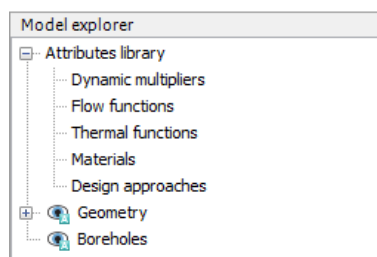 Model explorer
Attributes library
Dynamic multipliers
Flow functions
Thermal functions
Materials
Design approaches
Geometry
Boreholes